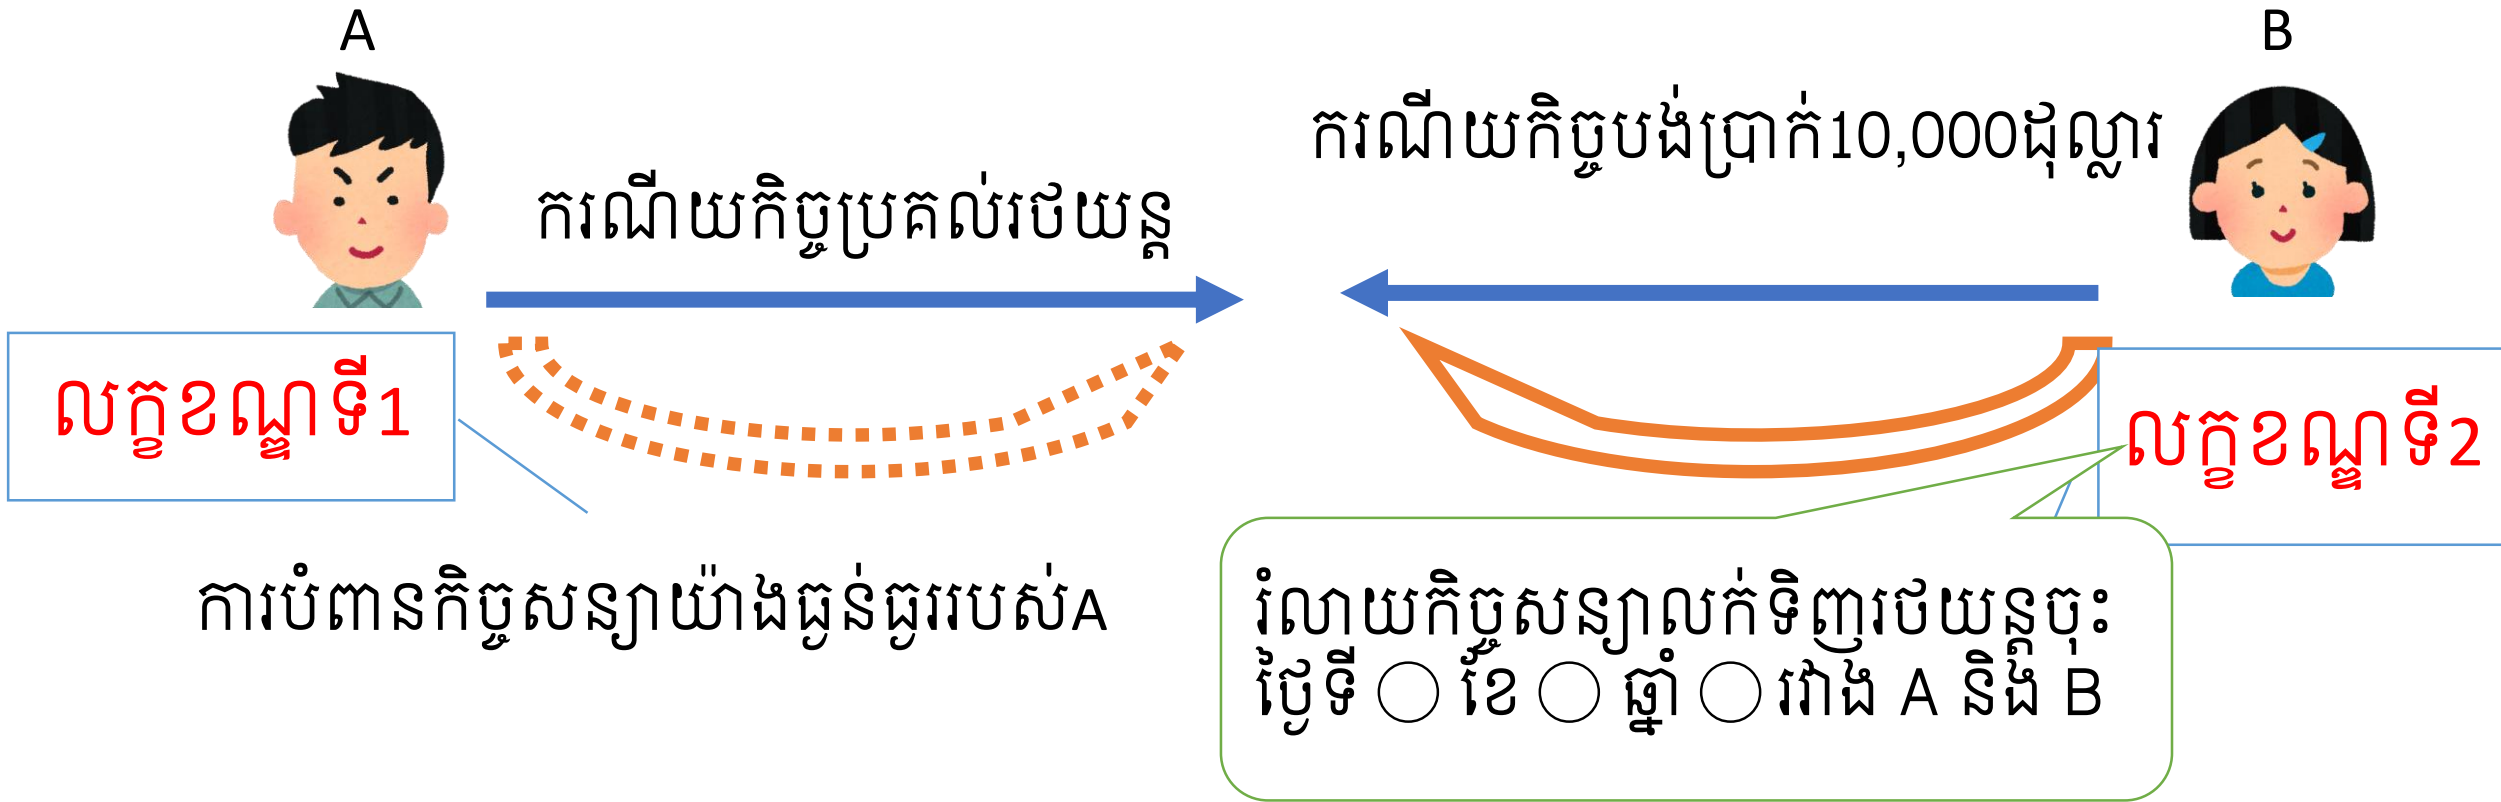 A
B
ករណីយកិច្ចបង់ប្រាក់10,000ដុល្លារ
ករណីយកិច្ចប្រគល់រថយន្ត
លក្ខខណ្ឌទី1
លក្ខខណ្ឌទី2
ការបំពានកិច្ចសន្យាយ៉ាងធ្ងន់ធ្ងររបស់A
រំលាយកិច្ចសន្យាលក់ទិញរថយន្តចុះ
ថ្ងៃទី◯ ខែ◯ ឆ្នាំ◯ រវាង A និង B